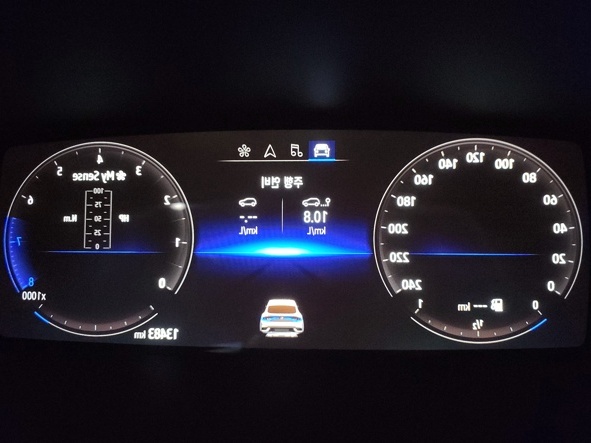 0 20 40 60 80 100 120 140 160 180 200 220 240
--- km
0 1/2 1
주행 연비
10.8 -.-
km/L km/L
My Sense
0 1 2 3 4 5 6 7 8
100
75
HP 50 N.m
25
0
x1000
13483 km